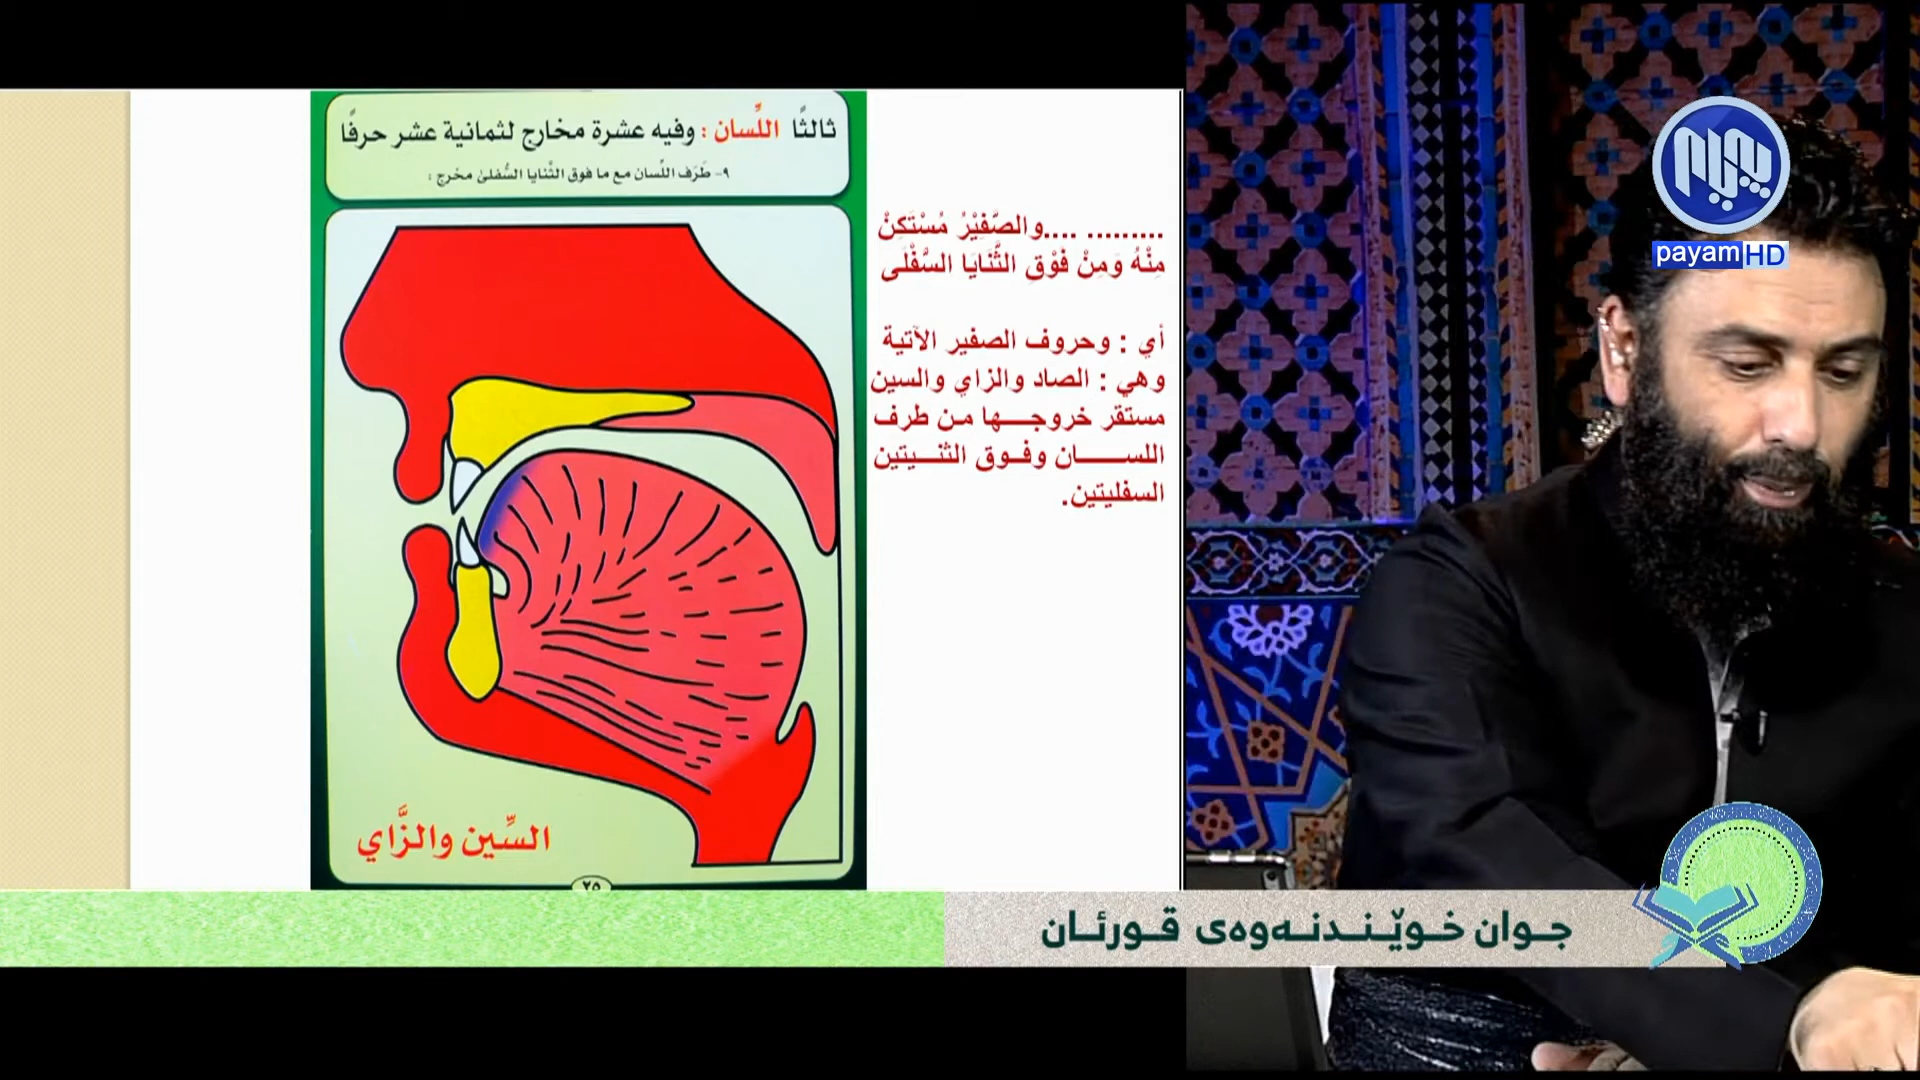 ثالثًا اللِّسان : وفيه عشرة مخارج لثمانية عشر حرفًا
٩- طَرَف اللِّسان مع ما فوق الثَّنايا السُّفلىٰ مخرج :
......... ....والصَّفِيْرُ مُسْتَكِنْ
مِنْهُ وَمِنْ فَوْقِ الثَّنَايَا السَّفْلَى
أي : وحروف الصفير الآتية
وهي : الصاد والزاي والسين
مستقر خروجها من طرف
اللسان وفوق الثنيتين
السفليتين.
السِّين والزَّاي
٢٥
پەیام
payam HD
جوان خوێندنەوەی قورئان